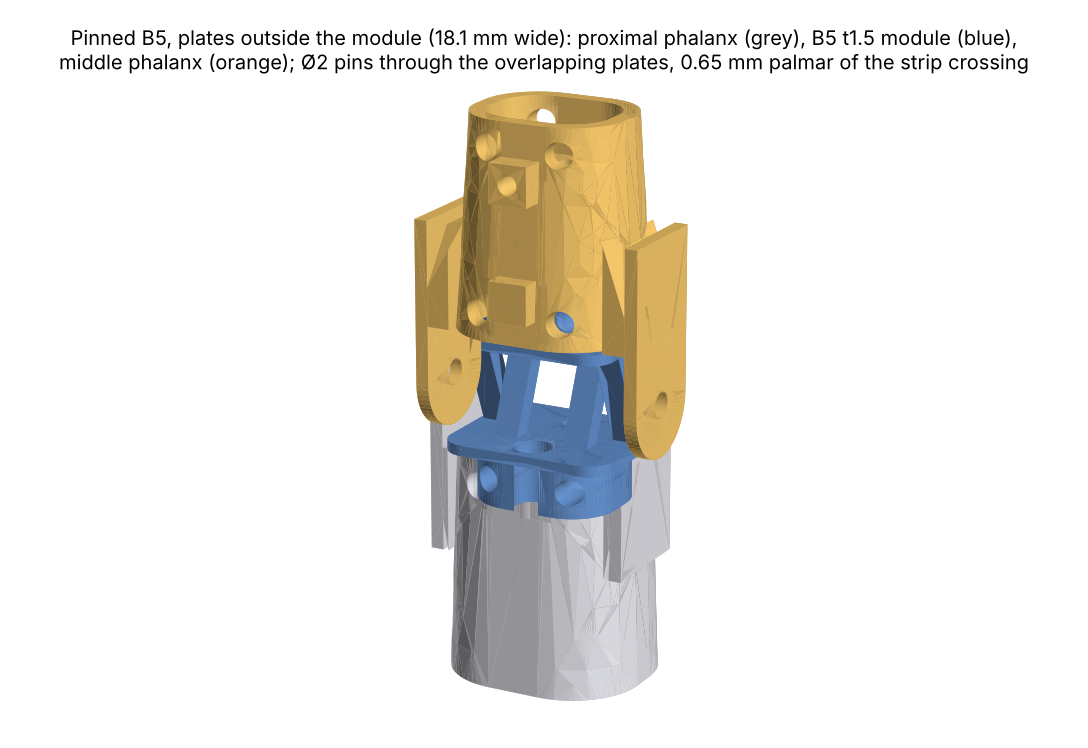 Pinned B5, plates outside the module (18.1 mm wide): proximal phalanx (grey), B5 t1.5 module (blue),
middle phalanx (orange); Ø2 pins through the overlapping plates, 0.65 mm palmar of the strip crossing